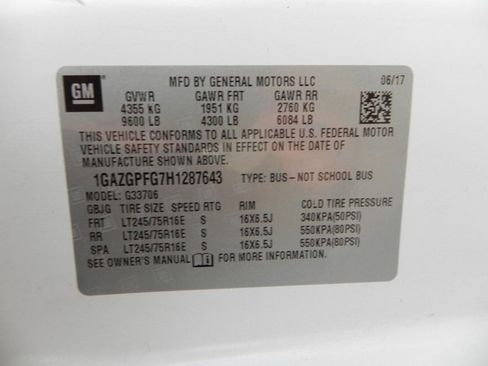 GM
MFD BY GENERAL MOTORS LLC 06/17
GVWR GAWR FRT GAWR RR
4355 KG 1951 KG 2760 KG
9600 LB 4300 LB 6084 LB
THIS VEHICLE CONFORMS TO ALL APPLICABLE U.S. FEDERAL MOTOR
VEHICLE SAFETY STANDARDS IN EFFECT ON THE DATE OF
MANUFACTURE SHOWN ABOVE.
1GAZGPFG7H1287643 TYPE: BUS–NOT SCHOOL BUS
MODEL: G33706
GBJG TIRE SIZE SPEED RTG RIM COLD TIRE PRESSURE
FRT LT245/75R16E S 16X6.5J 340KPA(50PSI)
RR LT245/75R16E S 16X6.5J 550KPA(80PSI)
SPA LT245/75R16E S 16X6.5J 550KPA(80PSI)
SEE OWNER'S MANUAL FOR MORE INFORMATION.